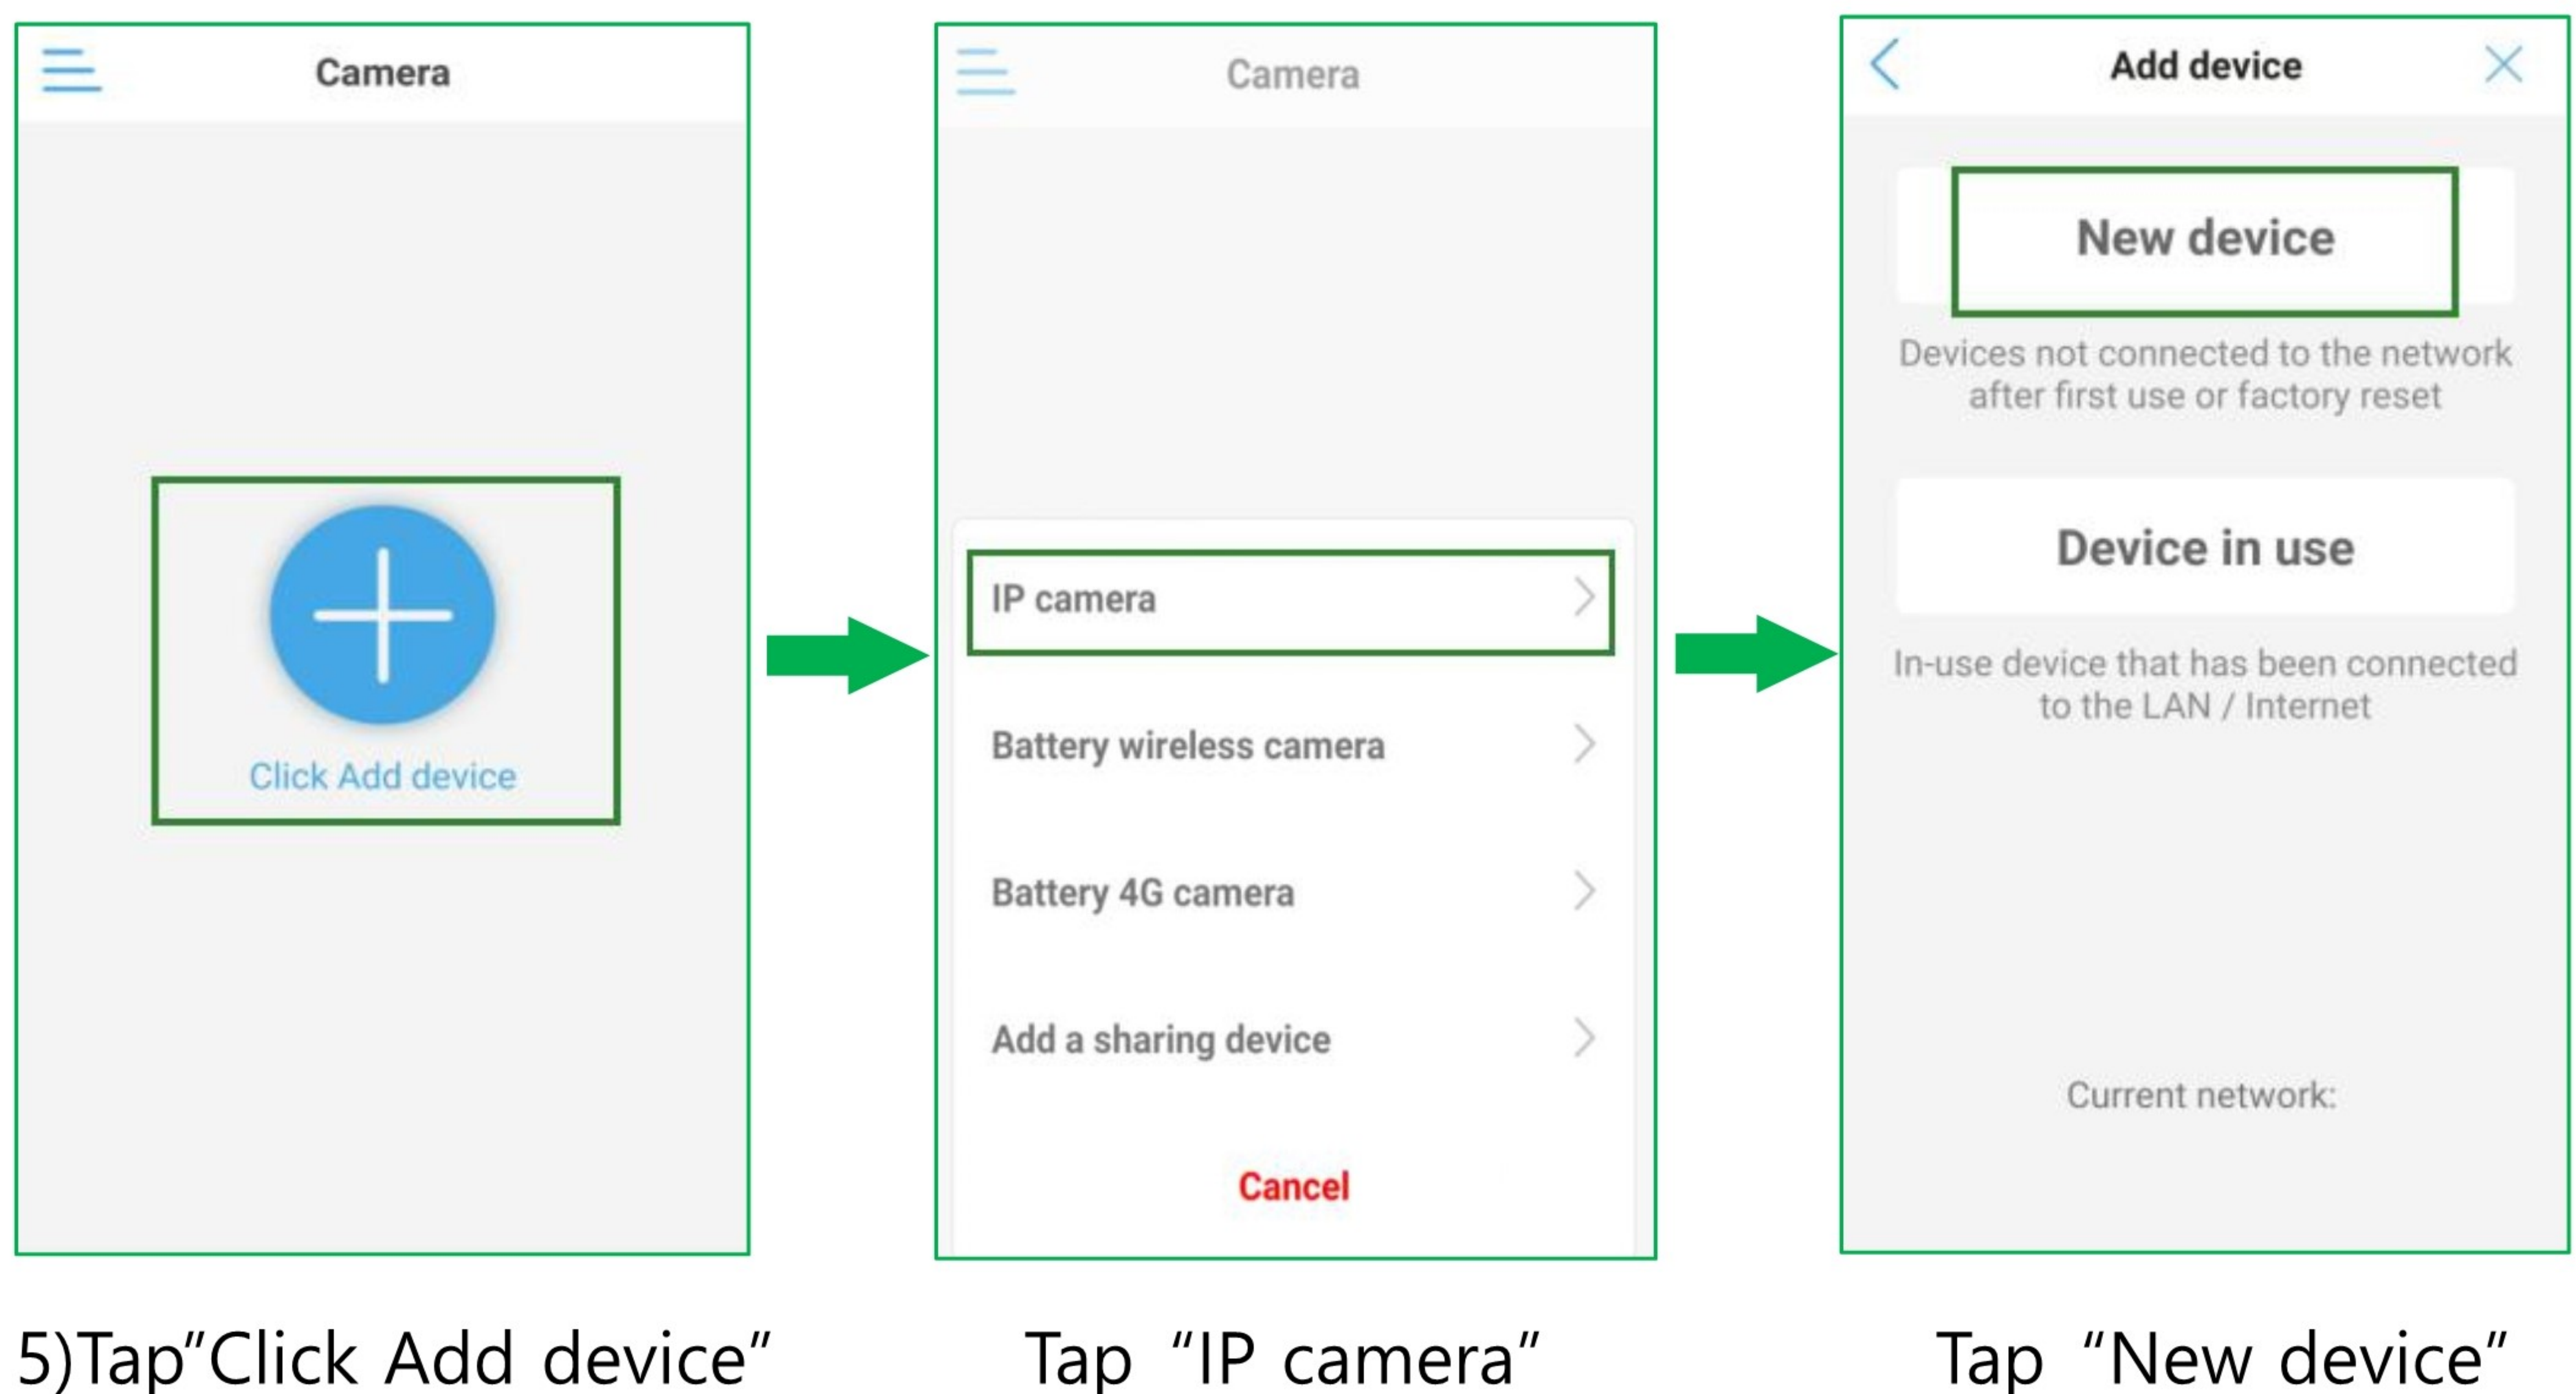 Camera
Click Add device
5)Tap"Click Add device"
Camera
IP camera
Battery wireless camera
Battery 4G camera
Add a sharing device
Cancel
Tap "IP camera"
Add device
New device
Devices not connected to the network
after first use or factory reset
Device in use
In-use device that has been connected
to the LAN / Internet
Current network:
Tap "New device"